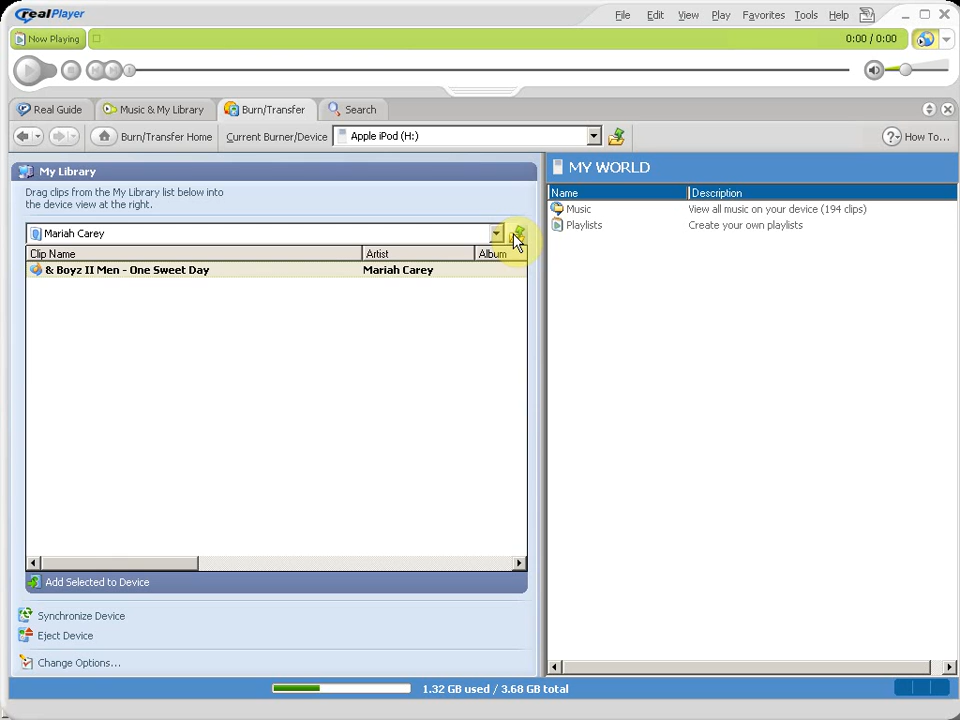 realPlayer
File Edit View Play Favorites Tools Help
Now Playing 0:00 / 0:00
Real Guide Music & My Library Burn/Transfer Search
Burn/Transfer Home Current Burner/Device Apple iPod (H:) How To...
My Library
Drag clips from the My Library list below into
the device view at the right.
Mariah Carey
Clip Name Artist Album
& Boyz II Men - One Sweet Day Mariah Carey
Add Selected to Device
Synchronize Device
Eject Device
Change Options...
MY WORLD
Name Description
Music View all music on your device (194 clips)
Playlists Create your own playlists
1.32 GB used / 3.68 GB total